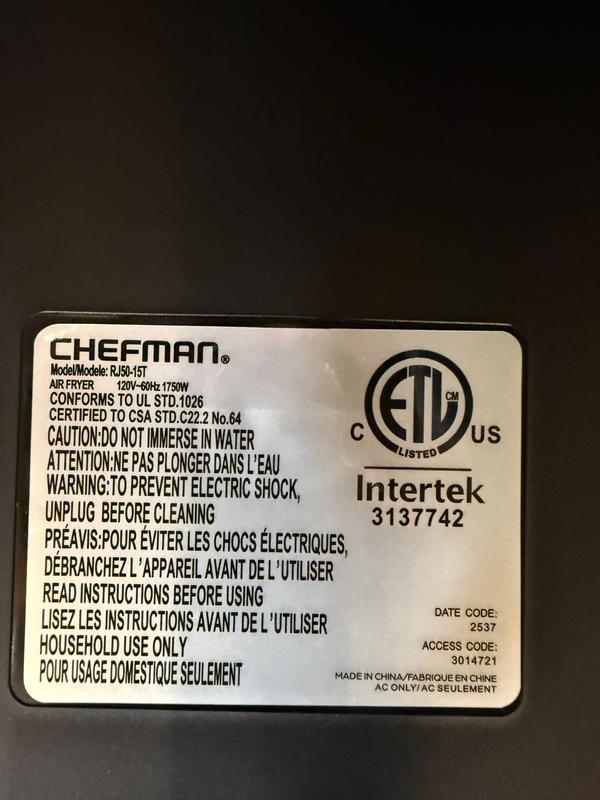 CHEFMAN®
Model/Modele: RJ50-15T
AIR FRYER 120V~60Hz 1750W
CONFORMS TO UL STD.1026
CERTIFIED TO CSA STD.C22.2 No.64
CAUTION:DO NOT IMMERSE IN WATER
ATTENTION:NE PAS PLONGER DANS L'EAU
WARNING:TO PREVENT ELECTRIC SHOCK,
UNPLUG BEFORE CLEANING
PRÉAVIS:POUR ÉVITER LES CHOCS ÉLECTRIQUES,
DÉBRANCHEZ L'APPAREIL AVANT DE L'UTILISER
READ INSTRUCTIONS BEFORE USING
LISEZ LES INSTRUCTIONS AVANT DE L'UTILISER
HOUSEHOLD USE ONLY
POUR USAGE DOMESTIQUE SEULEMENT
ETL CM
C US
LISTED
Intertek
3137742
DATE CODE:
2537
ACCESS CODE:
3014721
MADE IN CHINA/FABRIQUE EN CHINE
AC ONLY/AC SEULEMENT